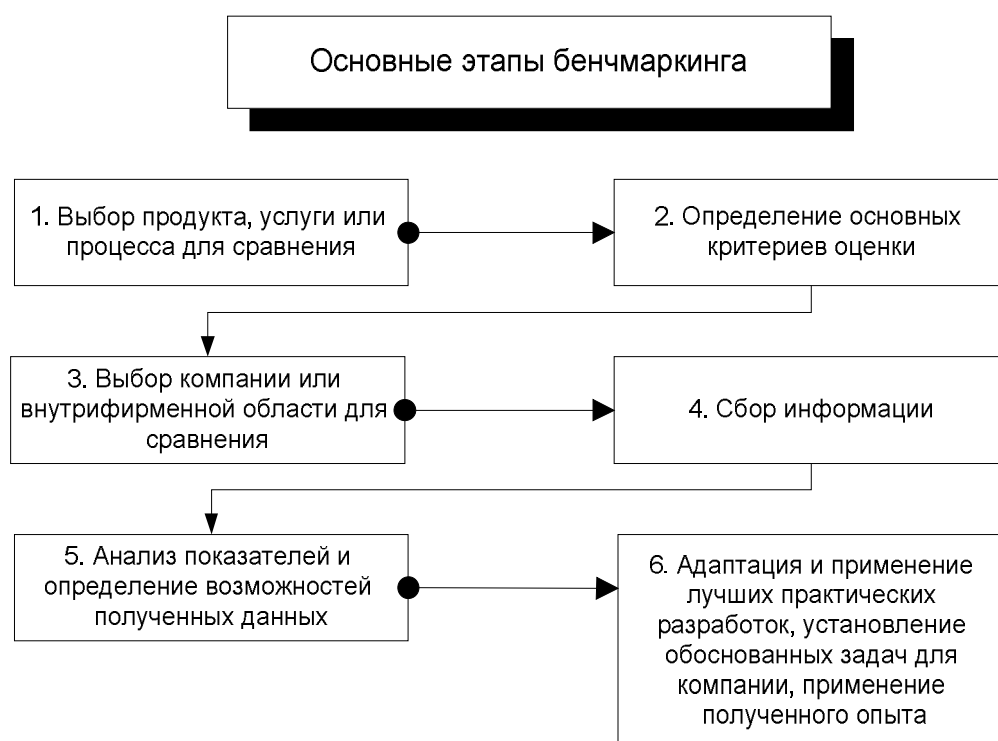 Основные этапы бенчмаркинга
1. Выбор продукта, услуги или
процесса для сравнения
2. Определение основных
критериев оценки
3. Выбор компании или
внутрифирменной области для
сравнения
4. Сбор информации
5. Анализ показателей и
определение возможностей
полученных данных
6. Адаптация и применение
лучших практических
разработок, установление
обоснованных задач для
компании, применение
полученного опыта